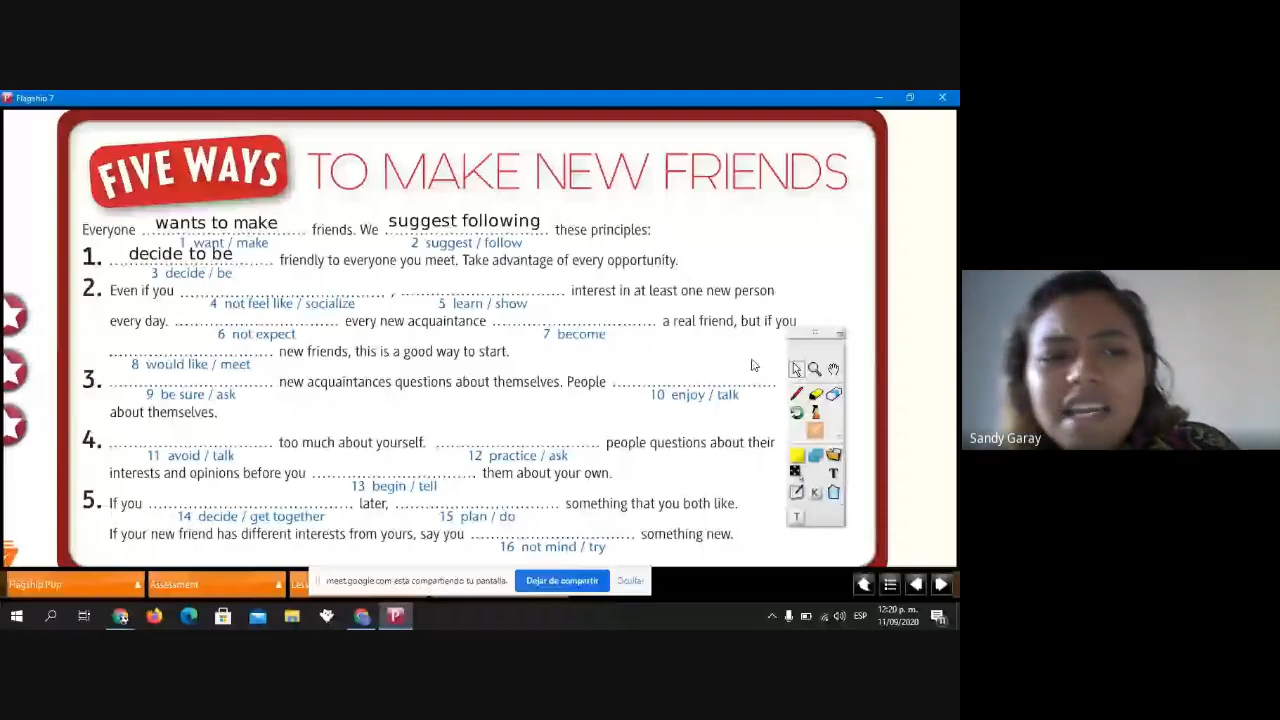 Flagship 7
FIVE WAYS TO MAKE NEW FRIENDS
Everyone wants to make friends. We suggest following these principles:
1 want / make 2 suggest / follow
1. decide to be friendly to everyone you meet. Take advantage of every opportunity.
3 decide / be
2. Even if you , interest in at least one new person
4 not feel like / socialize 5 learn / show
every day. every new acquaintance a real friend, but if you
6 not expect 7 become
new friends, this is a good way to start.
8 would like / meet
3. new acquaintances questions about themselves. People
9 be sure / ask 10 enjoy / talk
about themselves.
4. too much about yourself. people questions about their
11 avoid / talk 12 practice / ask
interests and opinions before you them about your own.
13 begin / tell
5. If you later, something that you both like.
14 decide / get together 15 plan / do
If your new friend has different interests from yours, say you something new.
16 not mind / try
Sandy Garay
Flagship PUp Assessment Les
meet.google.com está compartiendo tu pantalla. Dejar de compartir Ocultar
ESP 12:20 p. m.
11/09/2020